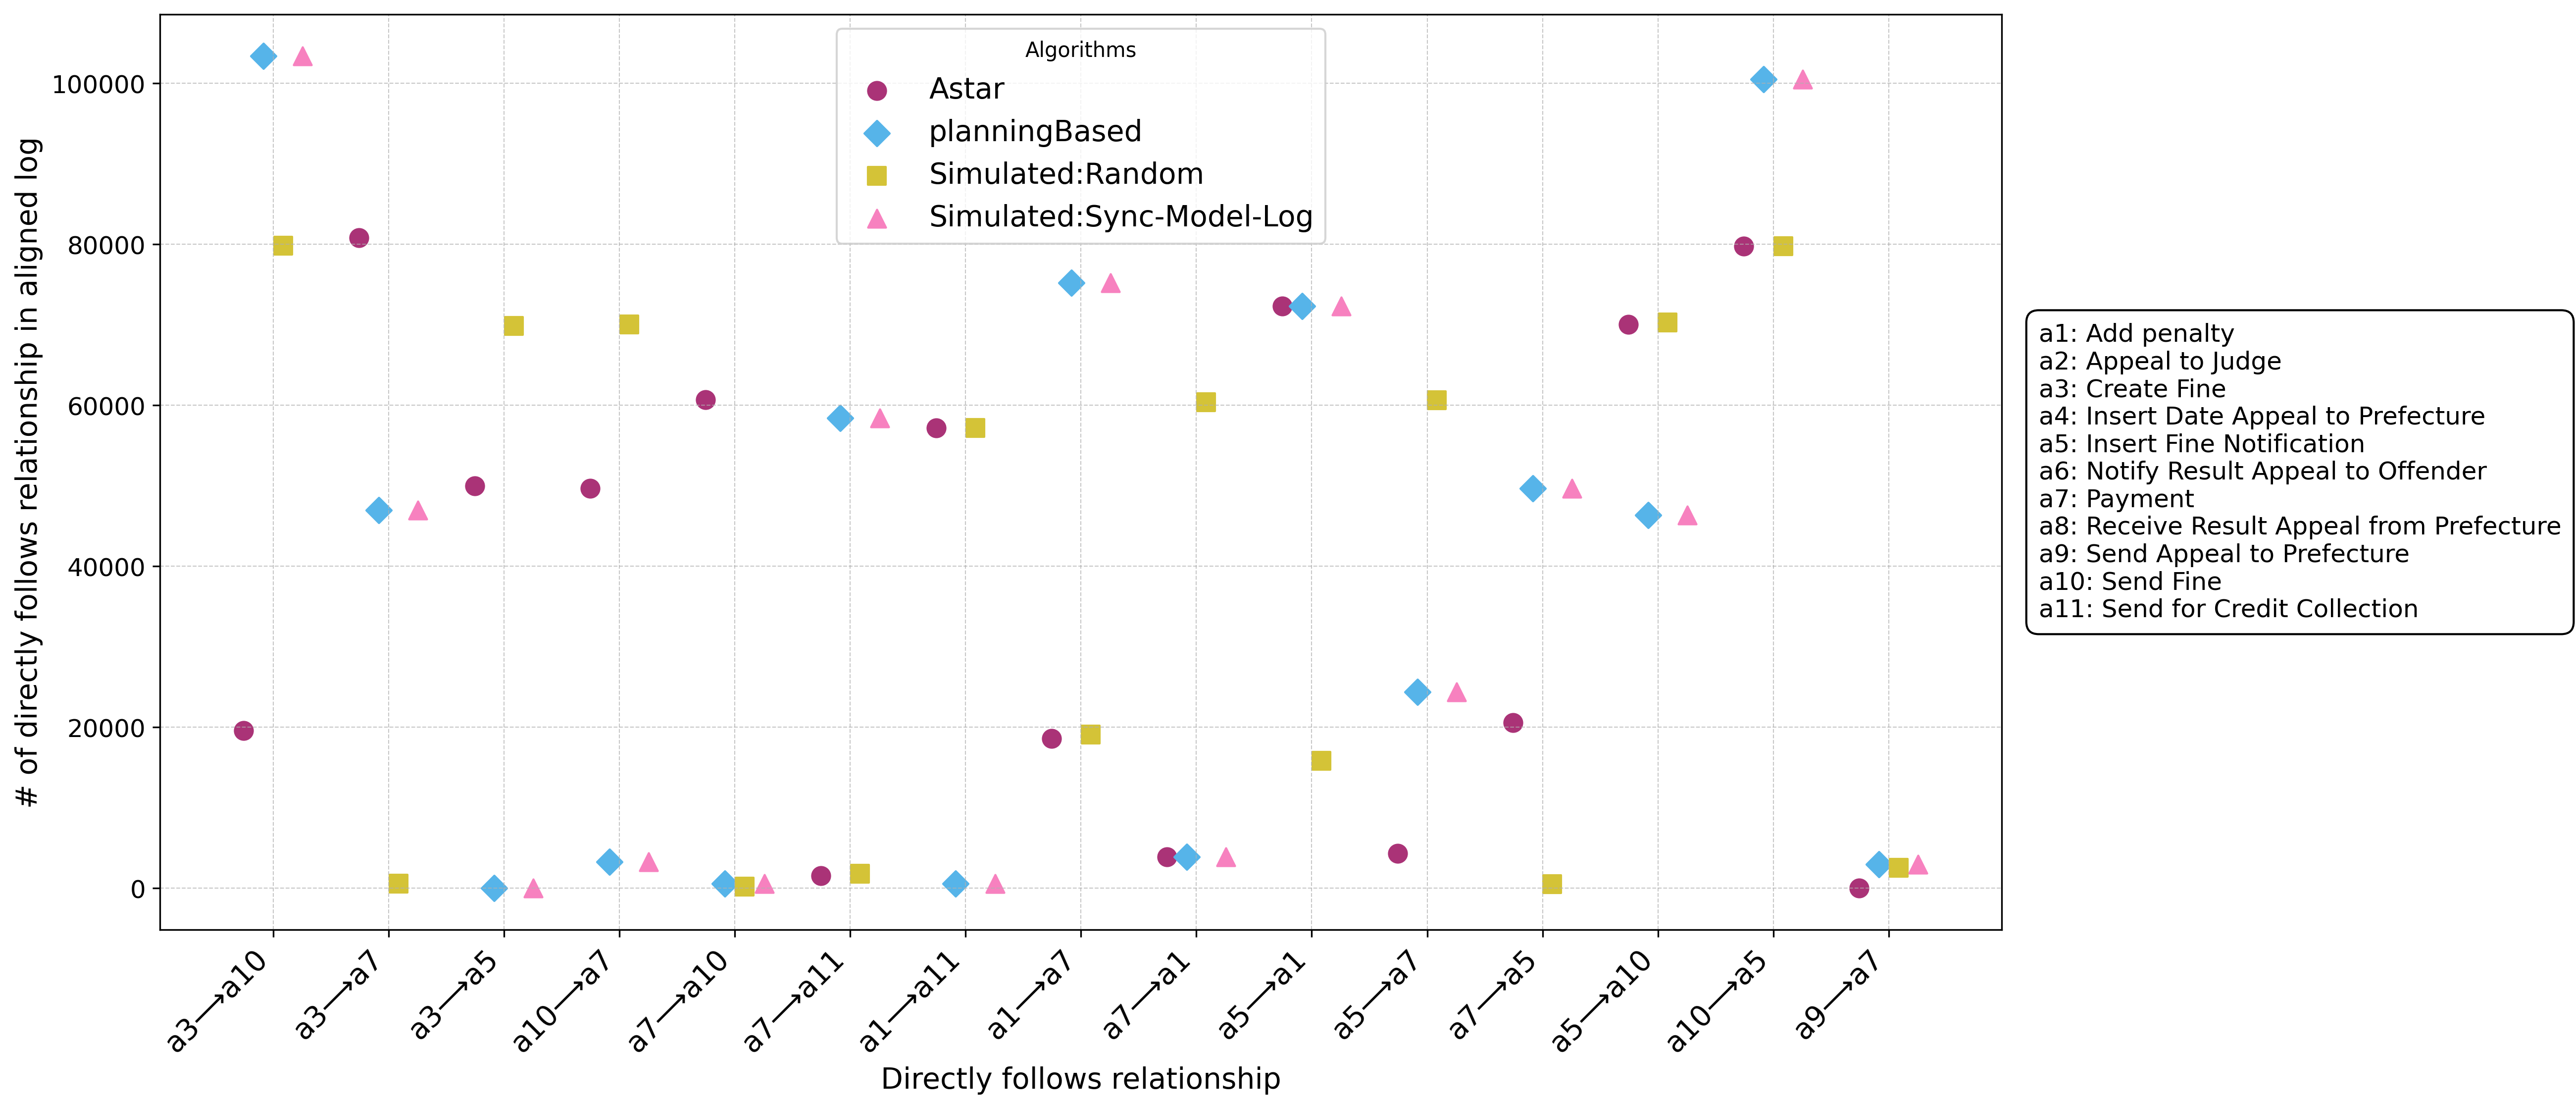 # of directly follows relationship in aligned log
100000
80000
60000
40000
20000
0
Algorithms
Astar
planningBased
Simulated:Random
Simulated:Sync-Model-Log
a1: Add penalty
a2: Appeal to Judge
a3: Create Fine
a4: Insert Date Appeal to Prefecture
a5: Insert Fine Notification
a6: Notify Result Appeal to Offender
a7: Payment
a8: Receive Result Appeal from Prefecture
a9: Send Appeal to Prefecture
a10: Send Fine
a11: Send for Credit Collection
a3→a10
a3→a7
a3→a5
a10→a7
a7→a10
a7→a11
a1→a11
a1→a7
a7→a1
a5→a1
a5→a7
a7→a5
a5→a10
a10→a5
a9→a7
Directly follows relationship